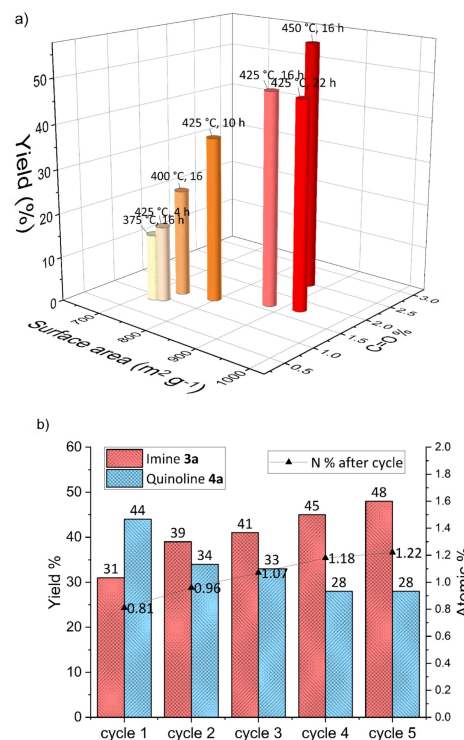 a)
450 °C, 16 h
425 °C, 16 h
425 °C, 22 h
425 °C, 10 h
400 °C, 16
425 °C, 4 h
375 °C, 16 h
Yield (%)
50
40
30
20
10
0
700
800
900
1000
Surface area (m² g⁻¹)
0.5
1.0
1.5
2.0
2.5
3.0
C=O %
b)
Imine 3a
Quinoline 4a
N % after cycle
Yield %
60
50
40
30
20
10
0
31
44
39
34
41
33
45
28
48
28
0.81
0.96
1.07
1.18
1.22
2.0
1.8
1.6
1.4
1.2
1.0
0.8
0.6
0.4
0.2
0.0
Atomic %
cycle 1
cycle 2
cycle 3
cycle 4
cycle 5